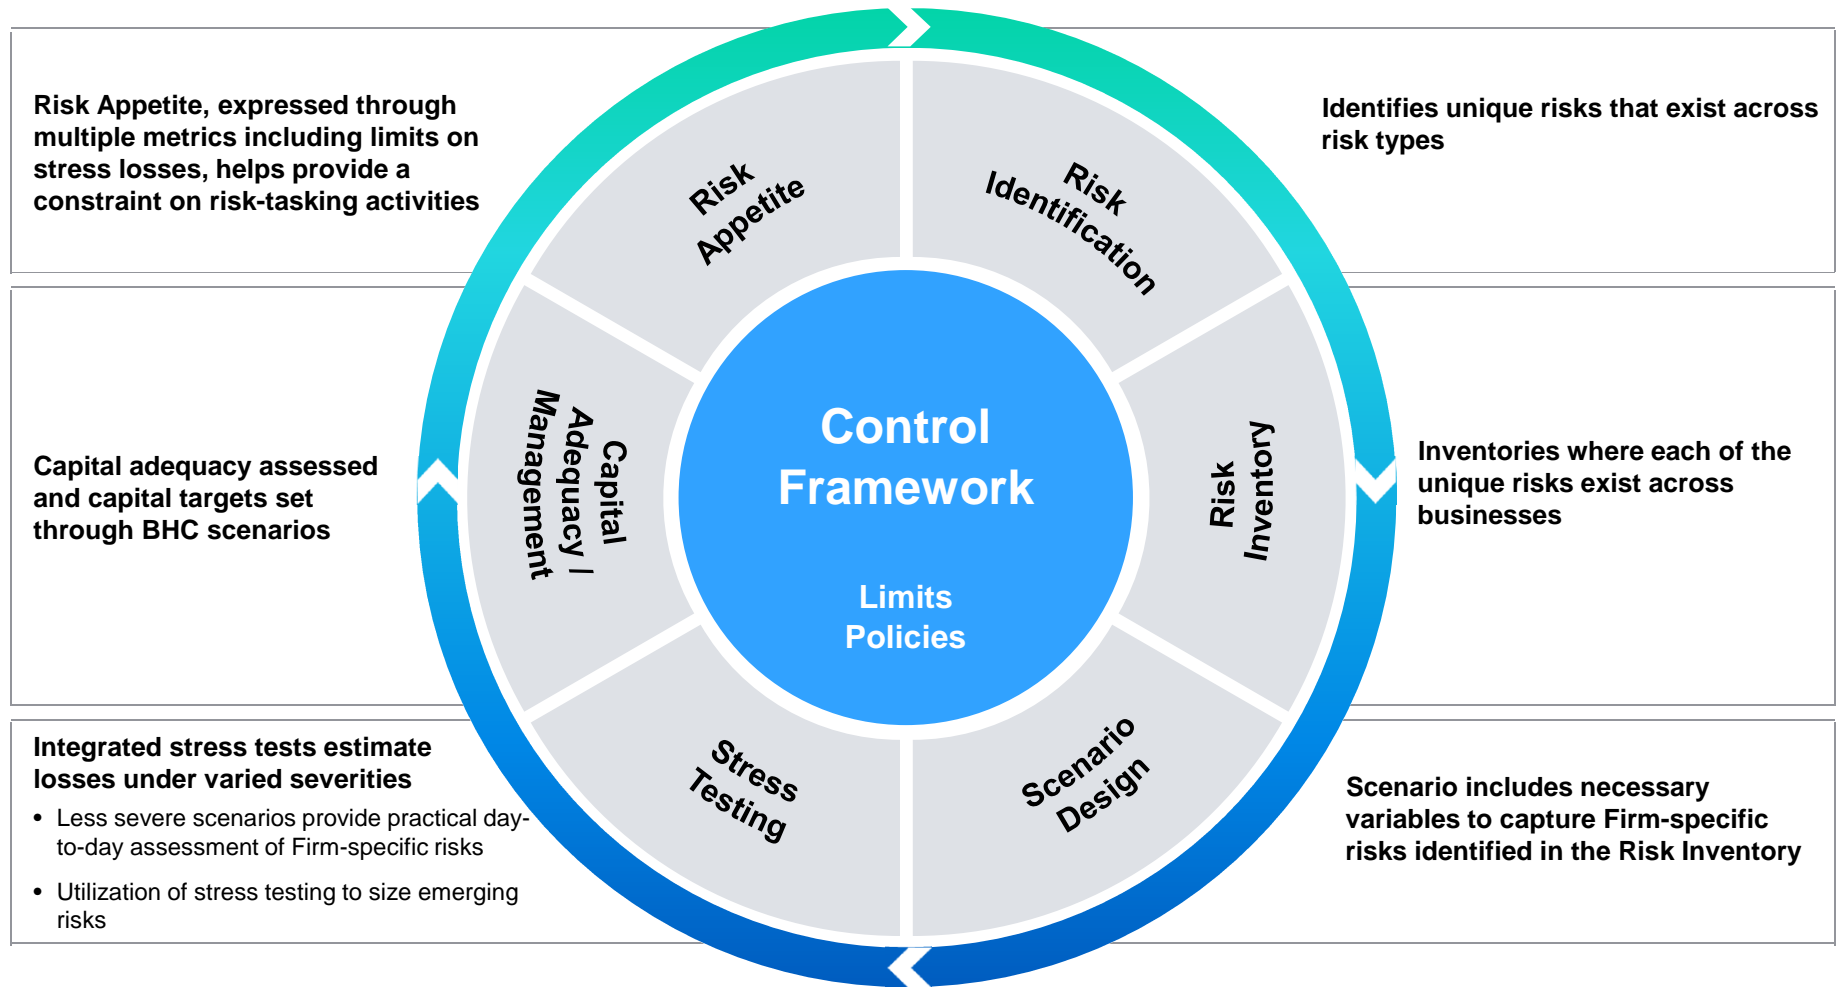 Risk Appetite, expressed through
multiple metrics including limits on
stress losses, helps provide a
constraint on risk-tasking activities
Capital adequacy assessed
and capital targets set
through BHC scenarios
Integrated stress tests estimate
losses under varied severities
• Less severe scenarios provide practical day-
to-day assessment of Firm-specific risks
• Utilization of stress testing to size emerging
risks
Risk
Appetite
Risk
Identification
Capital
Adequacy /
Management
Control
Framework
Limits
Policies
Risk
Inventory
Stress
Testing
Scenario
Design
Identifies unique risks that exist across
risk types
Inventories where each of the
unique risks exist across
businesses
Scenario includes necessary
variables to capture Firm-specific
risks identified in the Risk Inventory